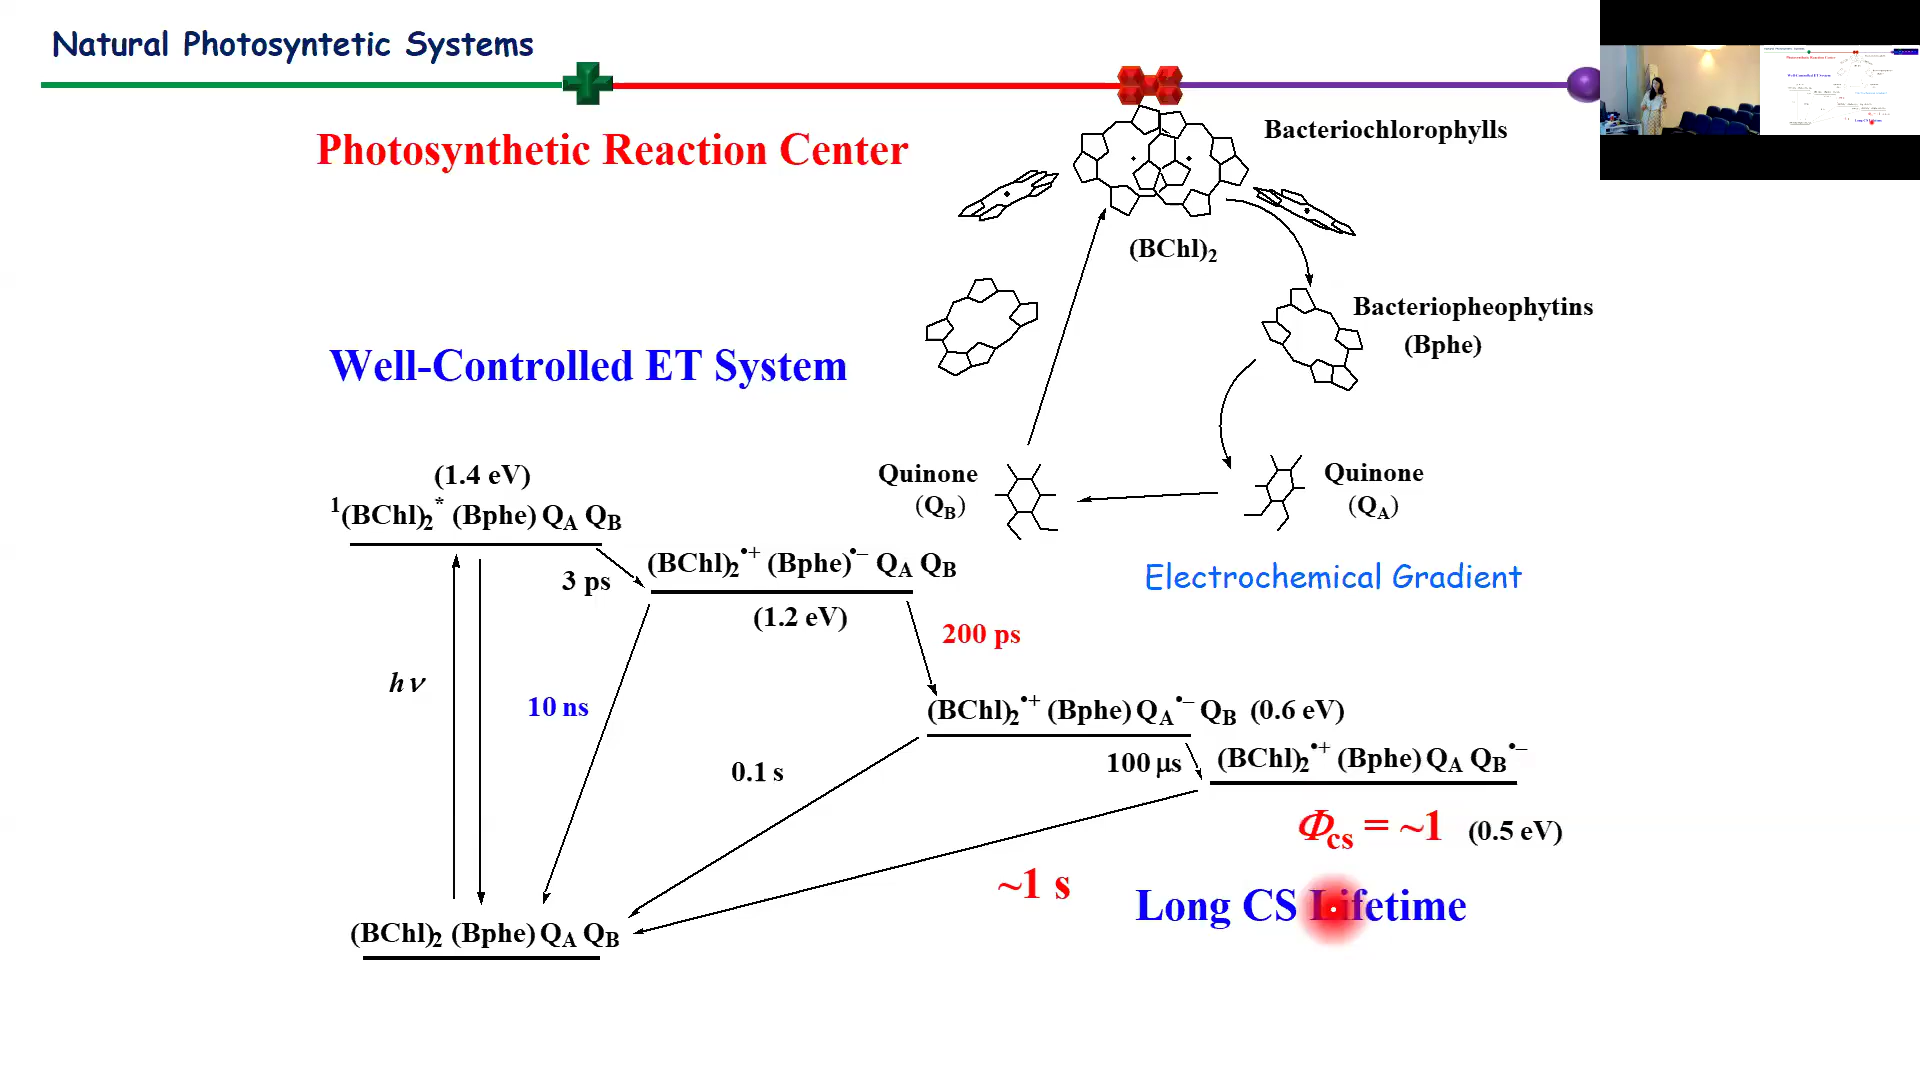 Natural Photosyntetic Systems
Photosynthetic Reaction Center
Bacteriochlorophylls
(BChl)2
Bacteriopheophytins
(Bphe)
Well-Controlled ET System
Quinone
(QB)
Quinone
(QA)
Electrochemical Gradient
(1.4 eV)
1(BChl)2* (Bphe) QA QB
3 ps
(BChl)2•+ (Bphe)•– QA QB
(1.2 eV)
200 ps
hν
10 ns
(BChl)2•+ (Bphe) QA•– QB (0.6 eV)
0.1 s
100 µs
(BChl)2•+ (Bphe) QA QB•–
Φcs = ~1 (0.5 eV)
~1 s
Long CS Lifetime
(BChl)2 (Bphe) QA QB